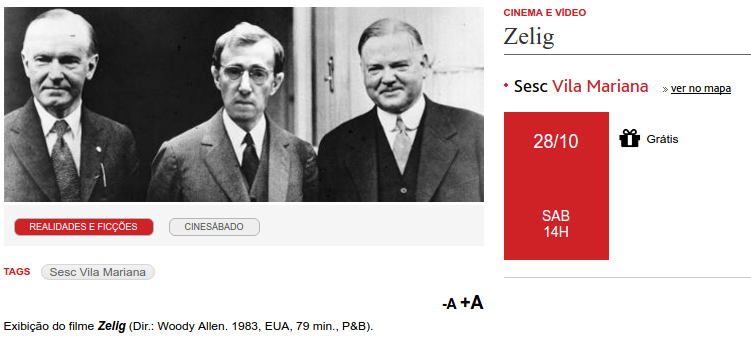 CINEMA E VÍDEO
Zelig
Sesc Vila Mariana » ver no mapa
28/10
SAB
14H
Grátis
REALIDADES E FICÇÕES CINESÁBADO
TAGS Sesc Vila Mariana
-A +A
Exibição do filme Zelig (Dir.: Woody Allen. 1983, EUA, 79 min., P&B).